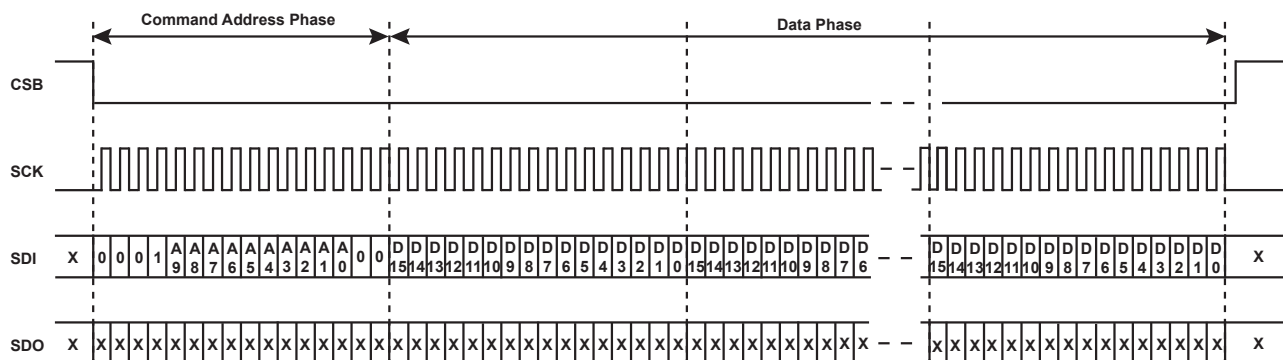 Command Address Phase
Data Phase
CSB
SCK
SDI X 0 0 0 1 A9 A8 A7 A6 A5 A4 A3 A2 A1 A0 0 0 D15 D14 D13 D12 D11 D10 D9 D8 D7 D6 D5 D4 D3 D2 D1 D0 D15 D14 D13 D12 D11 D10 D9 D8 D7 D6 D15 D14 D13 D12 D11 D10 D9 D8 D7 D6 D5 D4 D3 D2 D1 D0 X
SDO X X X X X X X X X X X X X X X X X X X X X X X X X X X X X X X X X X X X X X X X X X X X X X X X X X X X X X X X X X X X